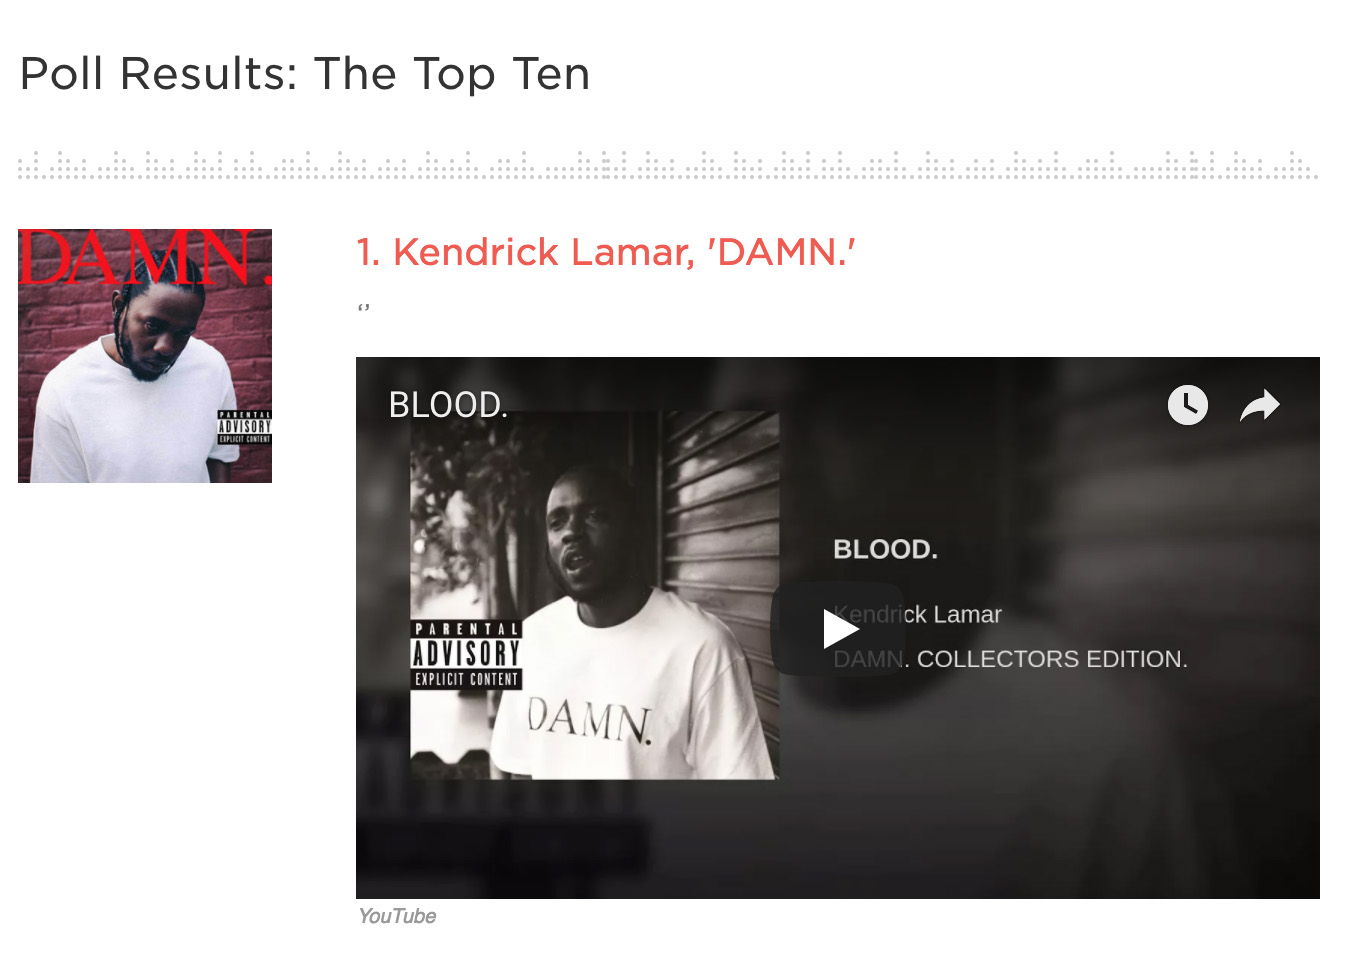 Poll Results: The Top Ten
DAMN.
PARENTAL
ADVISORY
EXPLICIT CONTENT
1. Kendrick Lamar, 'DAMN.'
‘’
BLOOD.
PARENTAL
ADVISORY
EXPLICIT CONTENT
DAMN.
BLOOD.
Kendrick Lamar
DAMN. COLLECTORS EDITION.
YouTube